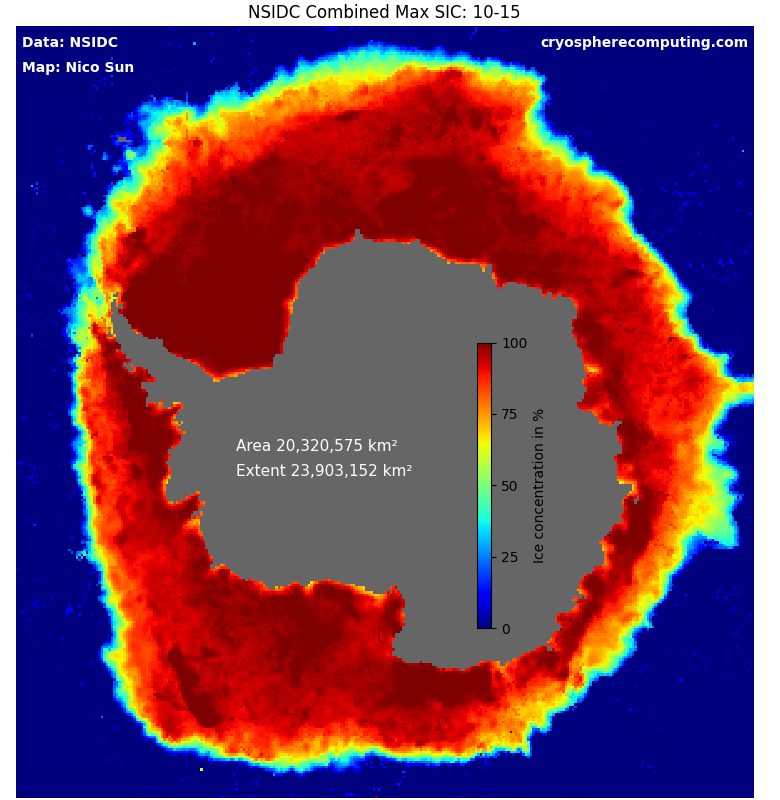 NSIDC Combined Max SIC: 10-15
Data: NSIDC
cryospherecomputing.com
Map: Nico Sun
100
75
Area 20,320,575 km²
Extent 23,903,152 km²
50
25
0
Ice concentration in %